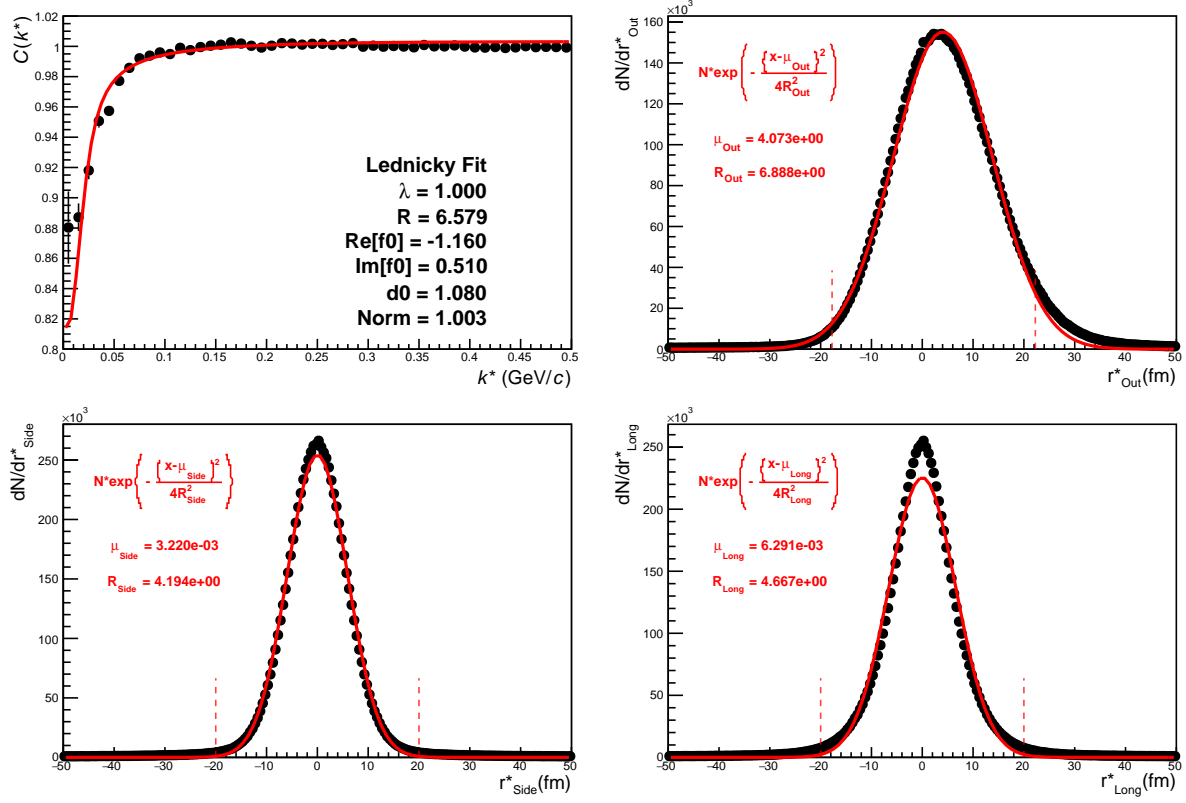 C(k*)
1.02
1
0.98
0.96
0.94
0.92
0.9
0.88
0.86
0.84
0.82
0.8
Lednicky Fit
λ = 1.000
R = 6.579
Re[f0] = -1.160
Im[f0] = 0.510
d0 = 1.080
Norm = 1.003
0 0.05 0.1 0.15 0.2 0.25 0.3 0.35 0.4 0.45 0.5
k* (GeV/c)
×10³
dN/dr*Out
160
140
120
100
80
60
40
20
0
N*exp{ - {x-μOut}² / 4R²Out }
μOut = 4.073e+00
ROut = 6.888e+00
−50 −40 −30 −20 −10 0 10 20 30 40 50
r*Out(fm)
×10³
dN/dr*Side
250
200
150
100
50
0
N*exp{ - {x-μSide}² / 4R²Side }
μSide = 3.220e-03
RSide = 4.194e+00
−50 −40 −30 −20 −10 0 10 20 30 40 50
r*Side(fm)
×10³
dN/dr*Long
250
200
150
100
50
0
N*exp{ - {x-μLong}² / 4R²Long }
μLong = 6.291e-03
RLong = 4.667e+00
−50 −40 −30 −20 −10 0 10 20 30 40 50
r*Long(fm)